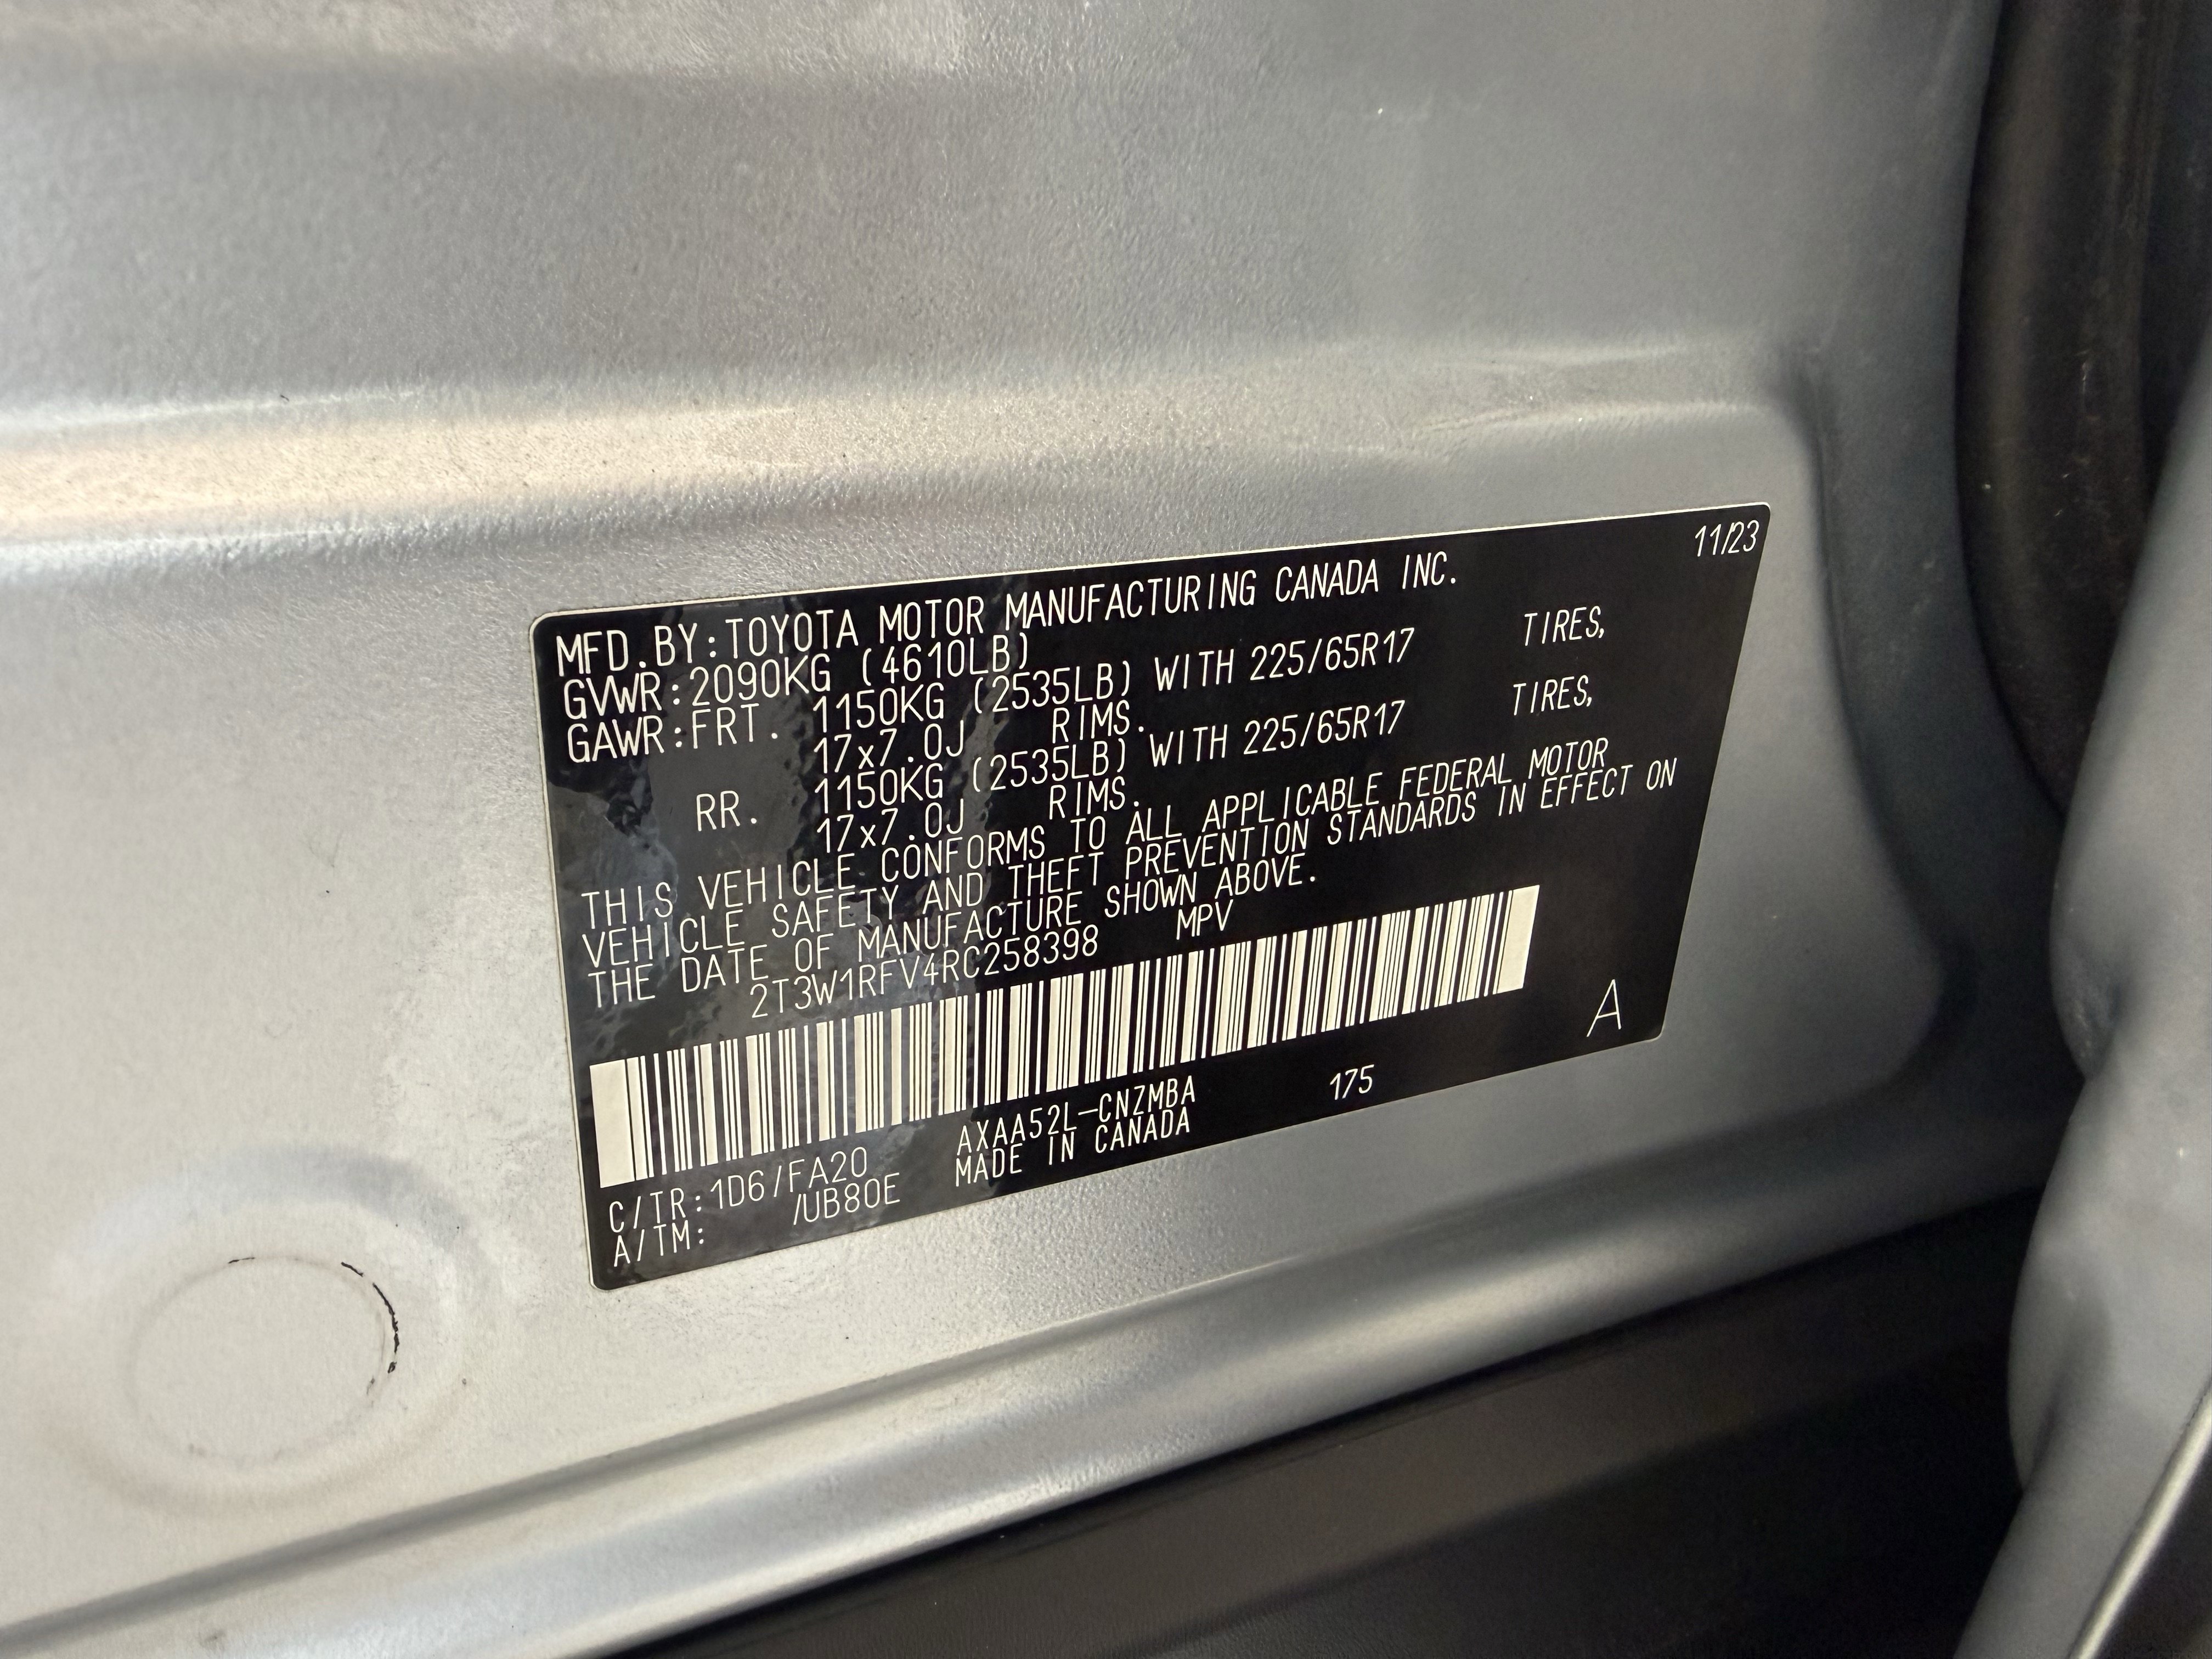 11/23
MFD.BY:TOYOTA MOTOR MANUFACTURING CANADA INC.
GVWR:2090KG (4610LB)
GAWR:FRT. 1150KG (2535LB) WITH 225/65R17 TIRES,
17x7.0J RIMS.
RR. 1150KG (2535LB) WITH 225/65R17 TIRES,
17x7.0J RIMS.
THIS VEHICLE CONFORMS TO ALL APPLICABLE FEDERAL MOTOR
VEHICLE SAFETY AND THEFT PREVENTION STANDARDS IN EFFECT ON
THE DATE OF MANUFACTURE SHOWN ABOVE.
2T3W1RFV4RC258398 MPV
A
C/TR:1D6/FA20 AXAA52L-CNZMBA 175
A/TM: /UB80E MADE IN CANADA